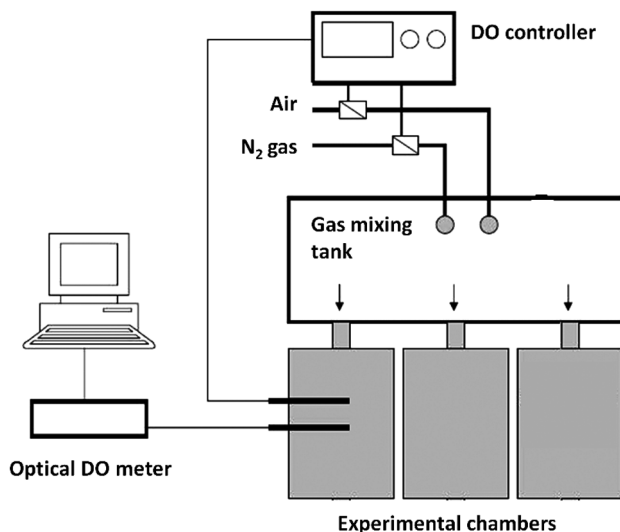 DO controller
Air
N₂ gas
Gas mixing
tank
Optical DO meter
Experimental chambers